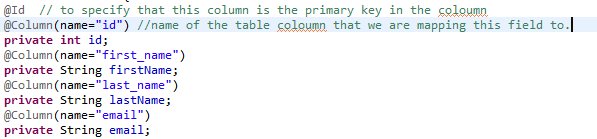 @Id  // to specify that this column is the primary key in the coloumn
@Column(name="id") //name of the table coloumn that we are mapping this field to.
private int id;
@Column(name="first_name")
private String firstName;
@Column(name="last_name")
private String lastName;
@Column(name="email")
private String email;